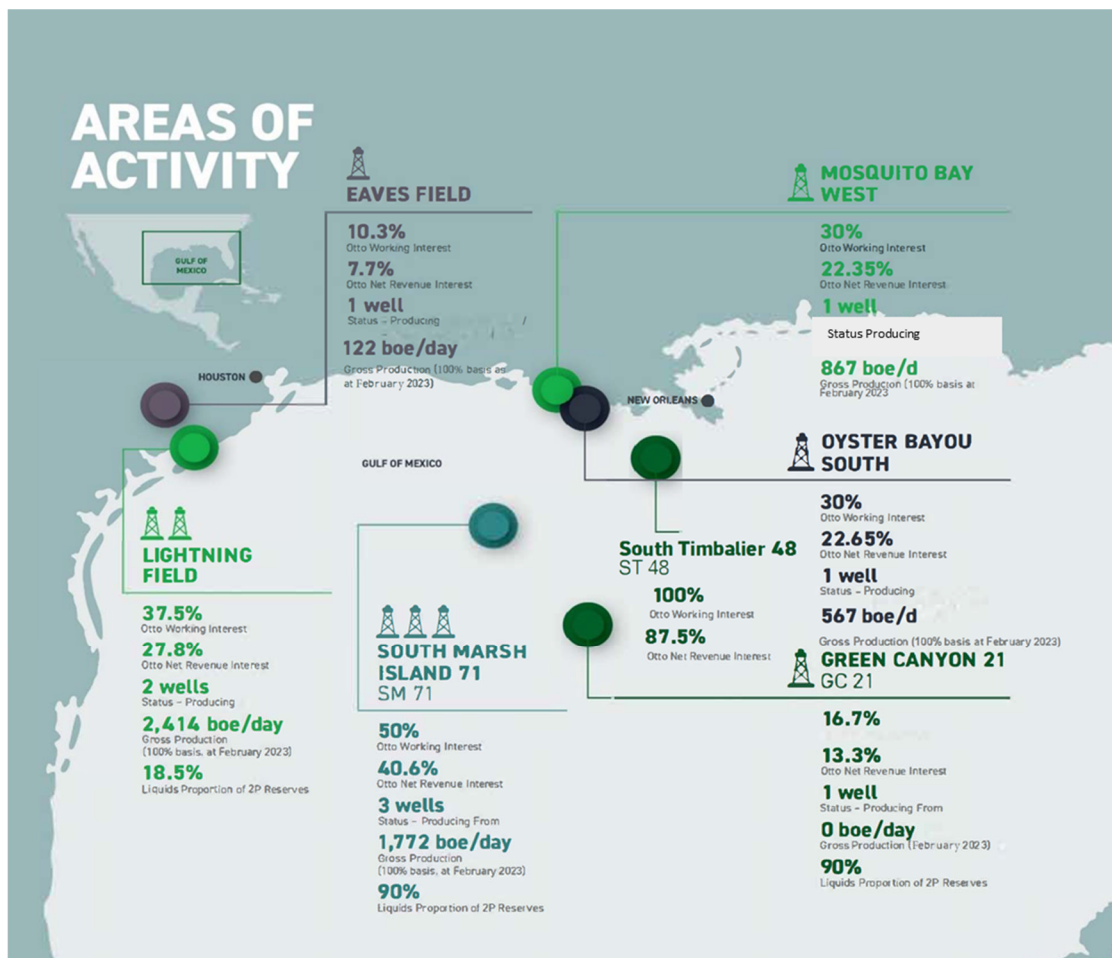 AREAS OF
ACTIVITY
GULF OF
MEXICO
EAVES FIELD
10.3%
Otto Working Interest
7.7%
Otto Net Revenue Interest
1 well
Status – Producing
/
122 boe/day
Gross Production (100% basis as
at February 2023)
MOSQUITO BAY
WEST
30%
Otto Working Interest
22.35%
Otto Net Revenue Interest
1 well
Status Producing
867 boe/d
Gross Production (100% basis at
February 2023
HOUSTON
NEW ORLEANS
GULF OF MEXICO
OYSTER BAYOU
SOUTH
30%
Otto Working Interest
22.65%
Otto Net Revenue Interest
1 well
Status – Producing
567 boe/d
Gross Production (100% basis at February 2023)
LIGHTNING
FIELD
37.5%
Otto Working Interest
27.8%
Otto Net Revenue Interest
2 wells
Status – Producing
2,414 boe/day
Gross Production
(100% basis, at February 2023)
18.5%
Liquids Proportion of 2P Reserves
SOUTH MARSH
ISLAND 71
SM 71
50%
Otto Working Interest
40.6%
Otto Net Revenue Interest
3 wells
Status – Producing From
1,772 boe/day
Gross Production
(100% basis, at February 2023)
90%
Liquids Proportion of 2P Reserves
South Timbalier 48
ST 48
100%
Otto Working Interest
87.5%
Otto Net Revenue Interest
GREEN CANYON 21
GC 21
16.7%
13.3%
Otto Net Revenue Interest
1 well
Status – Producing From
0 boe/day
Gross Production (February 2023)
90%
Liquids Proportion of 2P Reserves